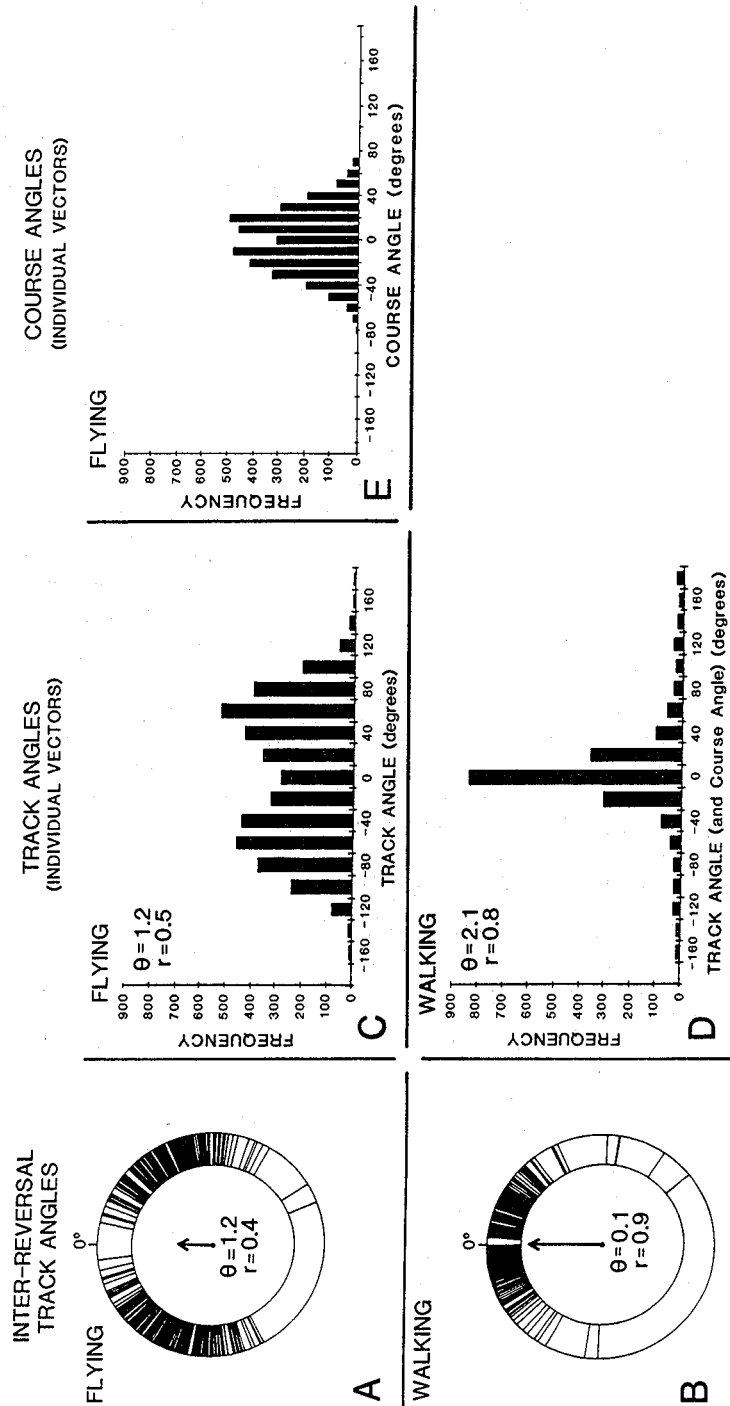 INTER-REVERSAL
TRACK ANGLES
FLYING
0°
θ=1.2
r=0.4
A
WALKING
0°
θ=0.1
r=0.9
B
TRACK ANGLES
(INDIVIDUAL VECTORS)
FLYING
θ=1.2
r=0.5
900
800
700
600
500
400
300
200
100
0
FREQUENCY
-160 -120 -80 -40 0 40 80 120 160
TRACK ANGLE (degrees)
C
WALKING
θ=2.1
r=0.8
900
800
700
600
500
400
300
200
100
0
FREQUENCY
-160 -120 -80 -40 0 40 80 120 160
TRACK ANGLE (and Course Angle) (degrees)
D
COURSE ANGLES
(INDIVIDUAL VECTORS)
FLYING
900
800
700
600
500
400
300
200
100
0
FREQUENCY
-160 -120 -80 -40 0 40 80 120 160
COURSE ANGLE (degrees)
E